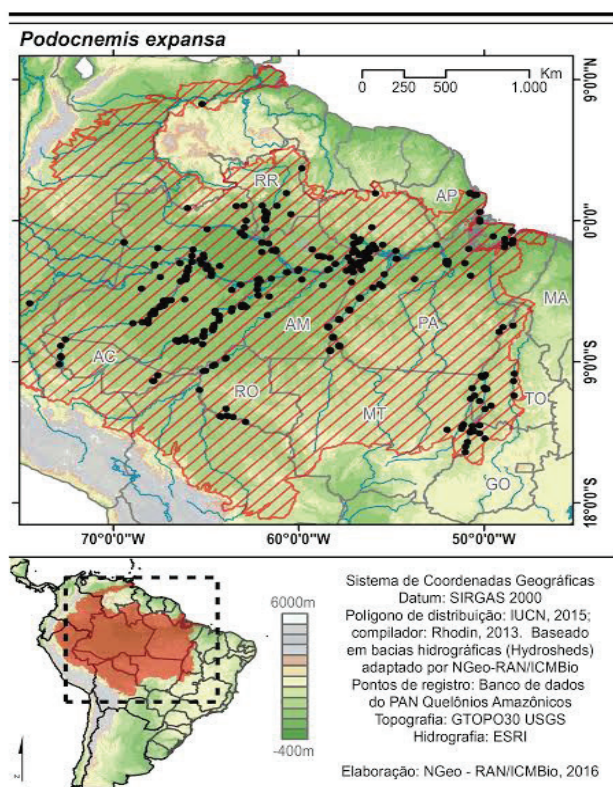 Podocnemis expansa
0 250 500 1.000
Km
9°0'0"N
0°0'0"
9°0'0"S
18°0'0"S
RR
AP
AM
PA
MA
AC
RO
MT
TO
GO
70°0'0"W 60°0'0"W 50°0'0"W
6000m
-400m
Sistema de Coordenadas Geográficas
Datum: SIRGAS 2000
Polígono de distribuição: IUCN, 2015;
compilador: Rhodin, 2013. Baseado
em bacias hidrográficas (Hydrosheds)
adaptado por NGeo-RAN/ICMBio
Pontos de registro: Banco de dados
do PAN Quelônios Amazônicos
Topografia: GTOPO30 USGS
Hidrografia: ESRI
Elaboração: NGeo - RAN/ICMBio, 2016